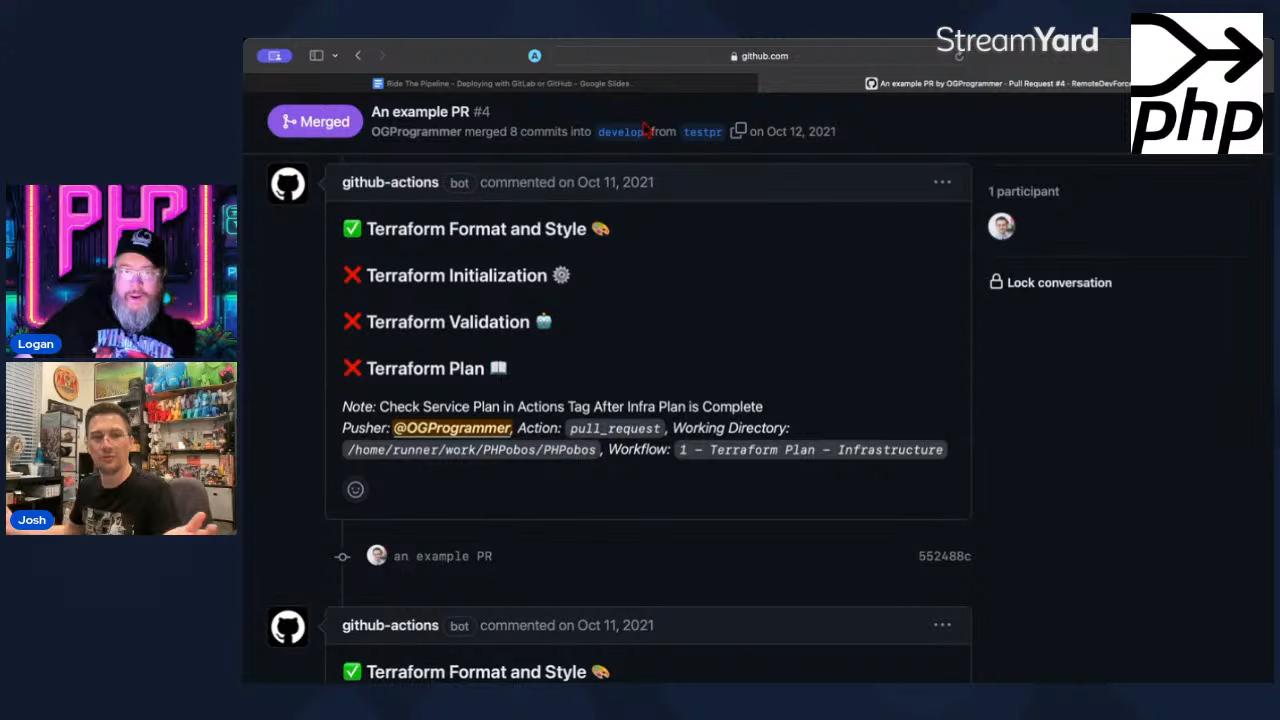 StreamYard
github.com
Ride The Pipeline - Deploying with GitLab or GitHub - Google Slides
An example PR by OGProgrammer · Pull Request #4 · RemoteDevForce
php
Merged
An example PR #4
OGProgrammer merged 8 commits into develop from testpr on Oct 12, 2021
github-actions bot commented on Oct 11, 2021
✅ Terraform Format and Style 🎨
❌ Terraform Initialization ⚙️
❌ Terraform Validation 🤖
❌ Terraform Plan 📖
Note: Check Service Plan in Actions Tag After Infra Plan is Complete
Pusher: @OGProgrammer, Action: pull_request, Working Directory:
/home/runner/work/PHPobos/PHPobos, Workflow: 1 - Terraform Plan - Infrastructure
1 participant
Lock conversation
an example PR 552488c
github-actions bot commented on Oct 11, 2021
✅ Terraform Format and Style 🎨
PHP
Logan
Josh